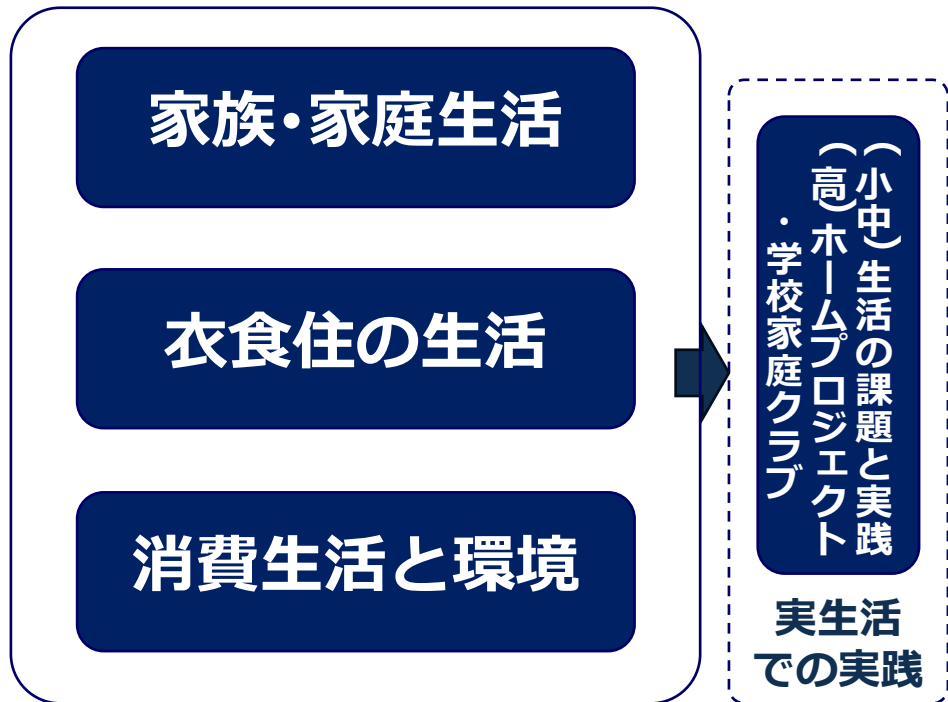 家族・家庭生活
衣食住の生活
消費生活と環境
（小中）生活の課題と実践
（高）ホームプロジェクト
・学校家庭クラブ
実生活
での実践